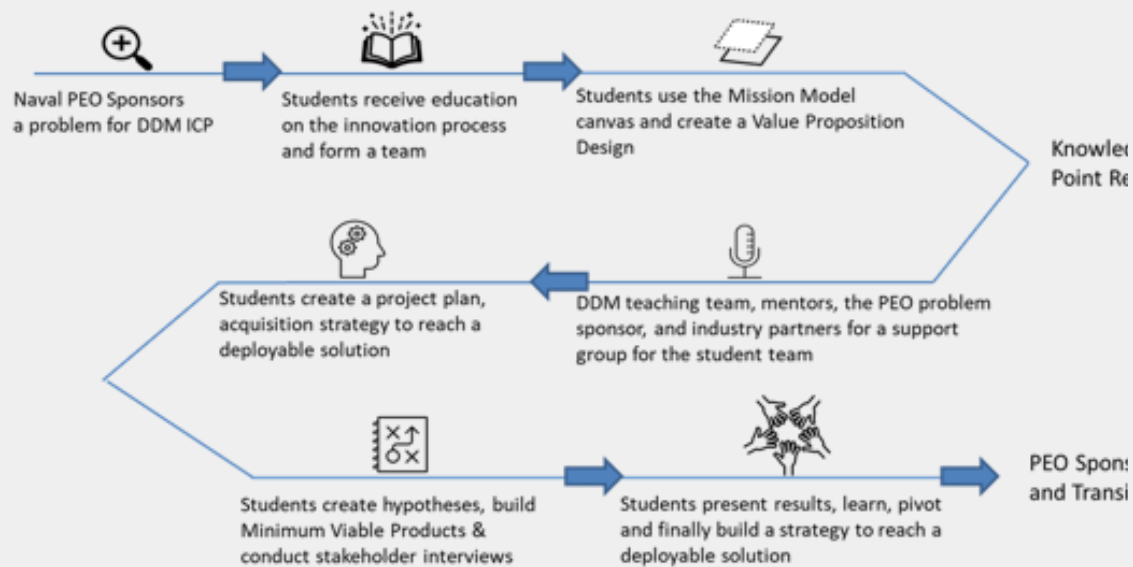 Naval PEO Sponsors
a problem for DDM ICP
Students receive education
on the innovation process
and form a team
Students use the Mission Model
canvas and create a Value Proposition
Design
Point
DDM teaching team, mentors, the PEO problem
sponsor, and industry partners for a support
group for the student team
Students create a project plan,
acquisition strategy to reach a
deployable solution
Students create hypotheses, build
Minimum Viable Products &
conduct stakeholder interviews
Students present results, learn, pivot
and finally build a strategy to reach a
deployable solution
PEO
and